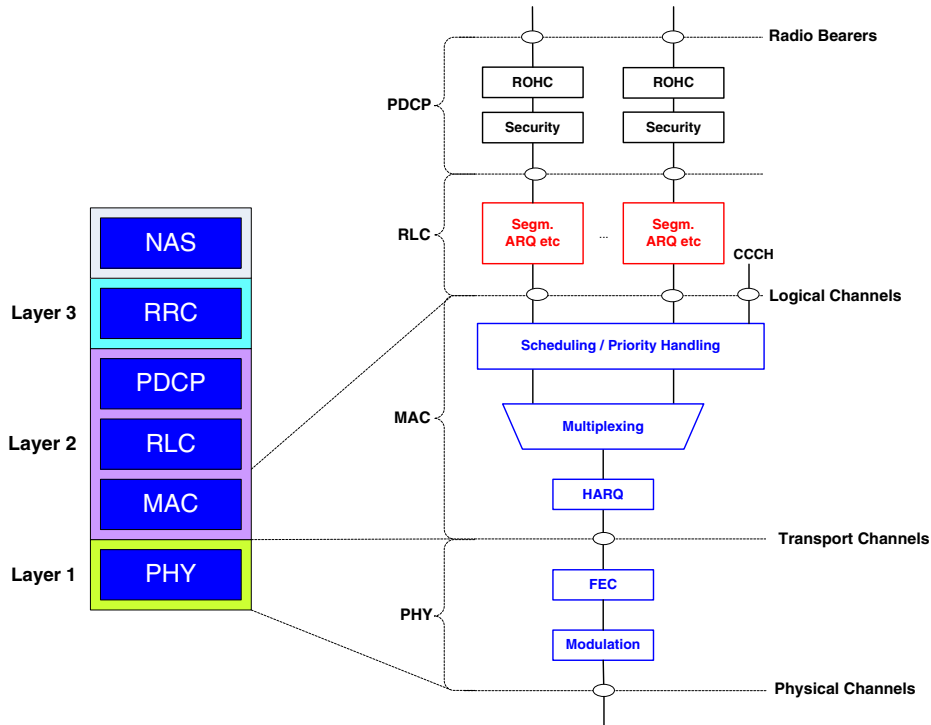 Radio Bearers
ROHC
ROHC
PDCP
Security
Security
Segm.
ARQ etc
...
Segm.
ARQ etc
RLC
CCCH
Logical Channels
NAS
Layer 3
RRC
PDCP
Layer 2
RLC
MAC
Layer 1
PHY
Scheduling / Priority Handling
MAC
Multiplexing
HARQ
Transport Channels
FEC
PHY
Modulation
Physical Channels